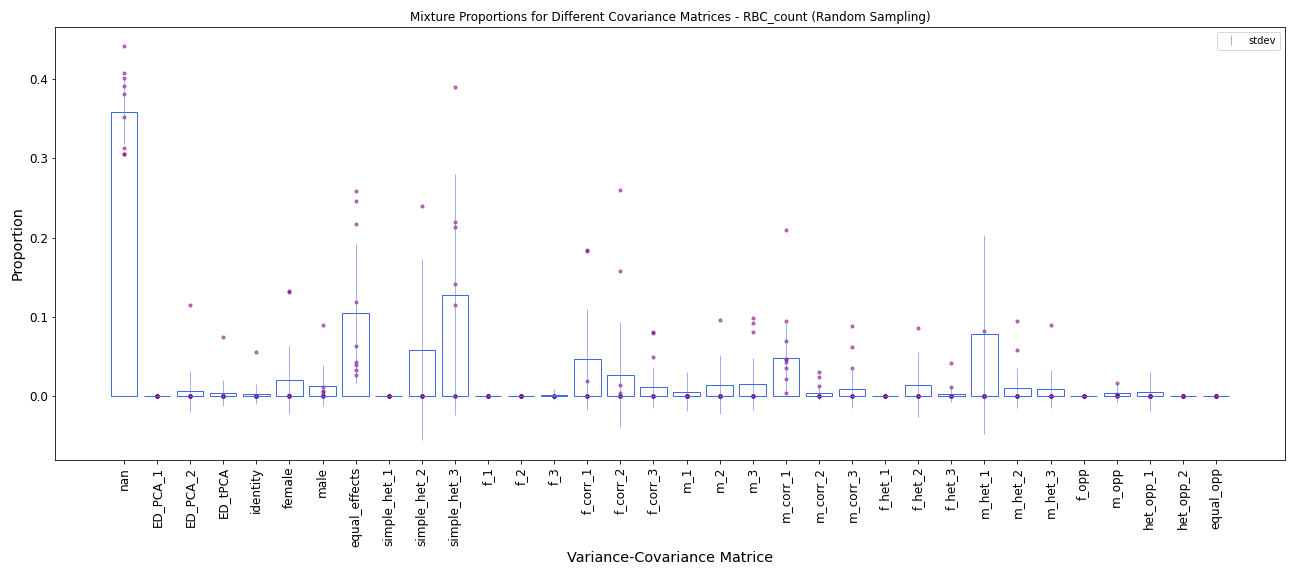 Mixture Proportions for Different Covariance Matrices - RBC_count (Random Sampling)
stdev
Proportion
0.4
0.3
0.2
0.1
0.0
nan
ED_PCA_1
ED_PCA_2
ED_tPCA
identity
female
male
equal_effects
simple_het_1
simple_het_2
simple_het_3
f_1
f_2
f_3
f_corr_1
f_corr_2
f_corr_3
m_1
m_2
m_3
m_corr_1
m_corr_2
m_corr_3
f_het_1
f_het_2
f_het_3
m_het_1
m_het_2
m_het_3
f_opp
m_opp
het_opp_1
het_opp_2
equal_opp
Variance-Covariance Matrice